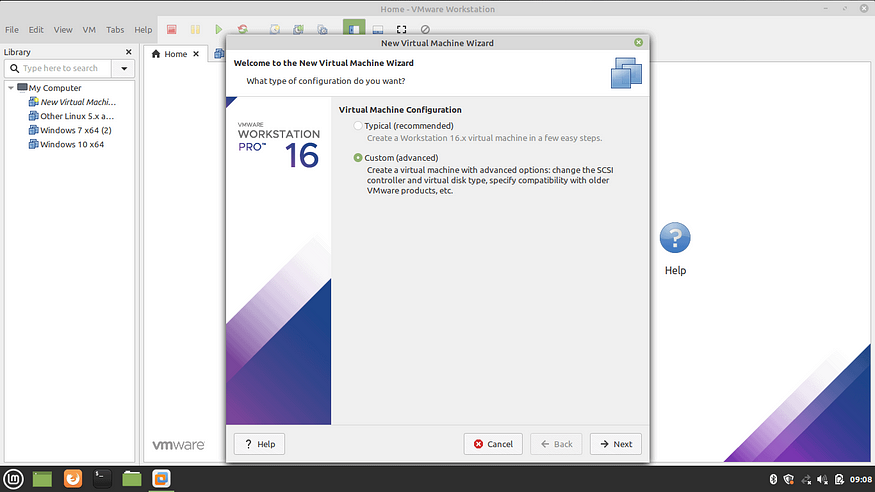 Home - VMware Workstation
File Edit View VM Tabs Help
Library
Type here to search
My Computer
New Virtual Machi...
Other Linux 5.x a...
Windows 7 x64 (2)
Windows 10 x64
Home
New Virtual Machine Wizard
Welcome to the New Virtual Machine Wizard
What type of configuration do you want?
VMWARE
WORKSTATION
PRO™ 16
Virtual Machine Configuration
Typical (recommended)
Create a Workstation 16.x virtual machine in a few easy steps.
Custom (advanced)
Create a virtual machine with advanced options: change the SCSI
controller and virtual disk type, specify compatibility with older
VMware products, etc.
? Help
Cancel
Back
Next
?
Help
vmware
09:08